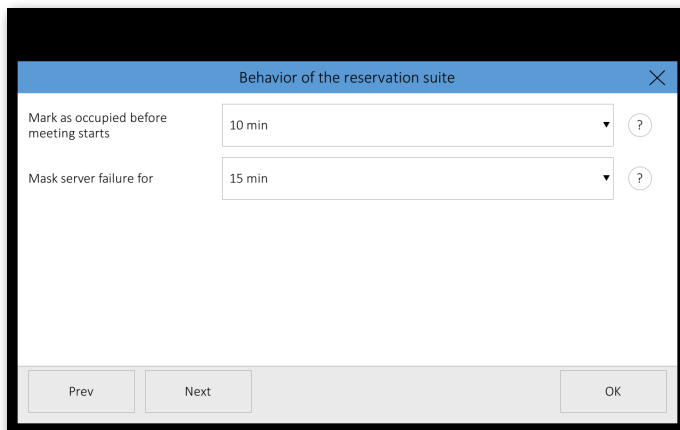 Behavior of the reservation suite
Mark as occupied before
meeting starts
10 min
?
Mask server failure for
15 min
?
Prev
Next
OK